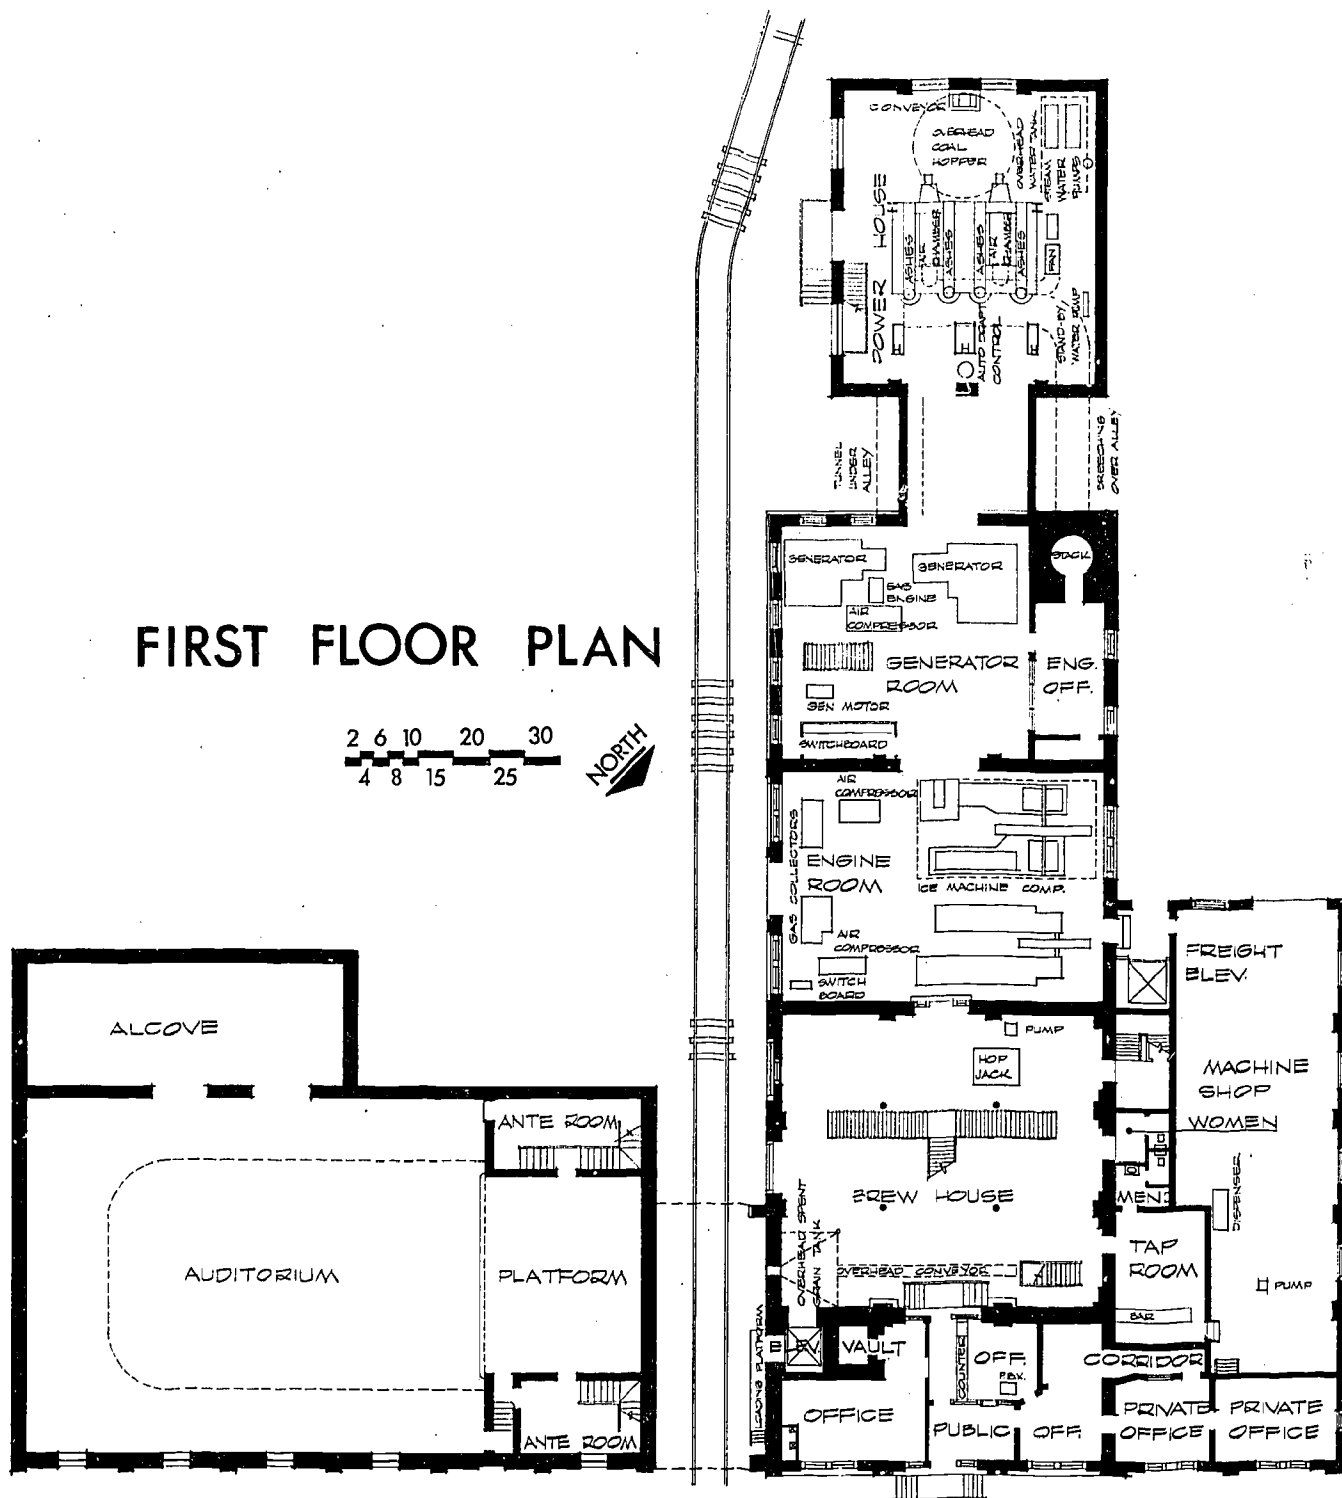 CONVEYOR
OVERHEAD
COAL
HOPPER
OVERHEAD
WATER TANK
STEAM
WATER
PUMPS
POWER HOUSE
ASHES
AIR
CHAMBER
ASHES
ASHES
AIR
CHAMBER
ASHES
FAN
AUTO DRAFT
CONTROL
STAND-BY
WATER PUMP
TUNNEL
UNDER
ALLEY
BREECHING
OVER ALLEY
STACK
GENERATOR
GENERATOR
GAS
ENGINE
AIR
COMPRESSOR
FIRST FLOOR PLAN
GENERATOR
ROOM
ENG.
OFF.
GEN MOTOR
SWITCHBOARD
2 6 10 20 30
4 8 15 25
NORTH
AIR
COMPRESSOR
GAS COLLECTORS
ENGINE
ROOM
ICE MACHINE COMP.
AIR
COMPRESSOR
SWITCH
BOARD
FREIGHT
ELEV.
ALCOVE
PUMP
HOP
JACK
MACHINE
SHOP
WOMEN
ANTE ROOM
MEN
DISPENSER
BREW HOUSE
OVERHEAD SPENT
GRAIN TANK
TAP
ROOM
AUDITORIUM
PLATFORM
OVERHEAD CONVEYOR
PUMP
BAR
LOADING PLATFORM
ELEV.
VAULT
COUNTER
OFF.
P.B.X.
CORRIDOR
OFFICE
PUBLIC
OFF.
PRIVATE
OFFICE
PRIVATE
OFFICE
ANTE ROOM